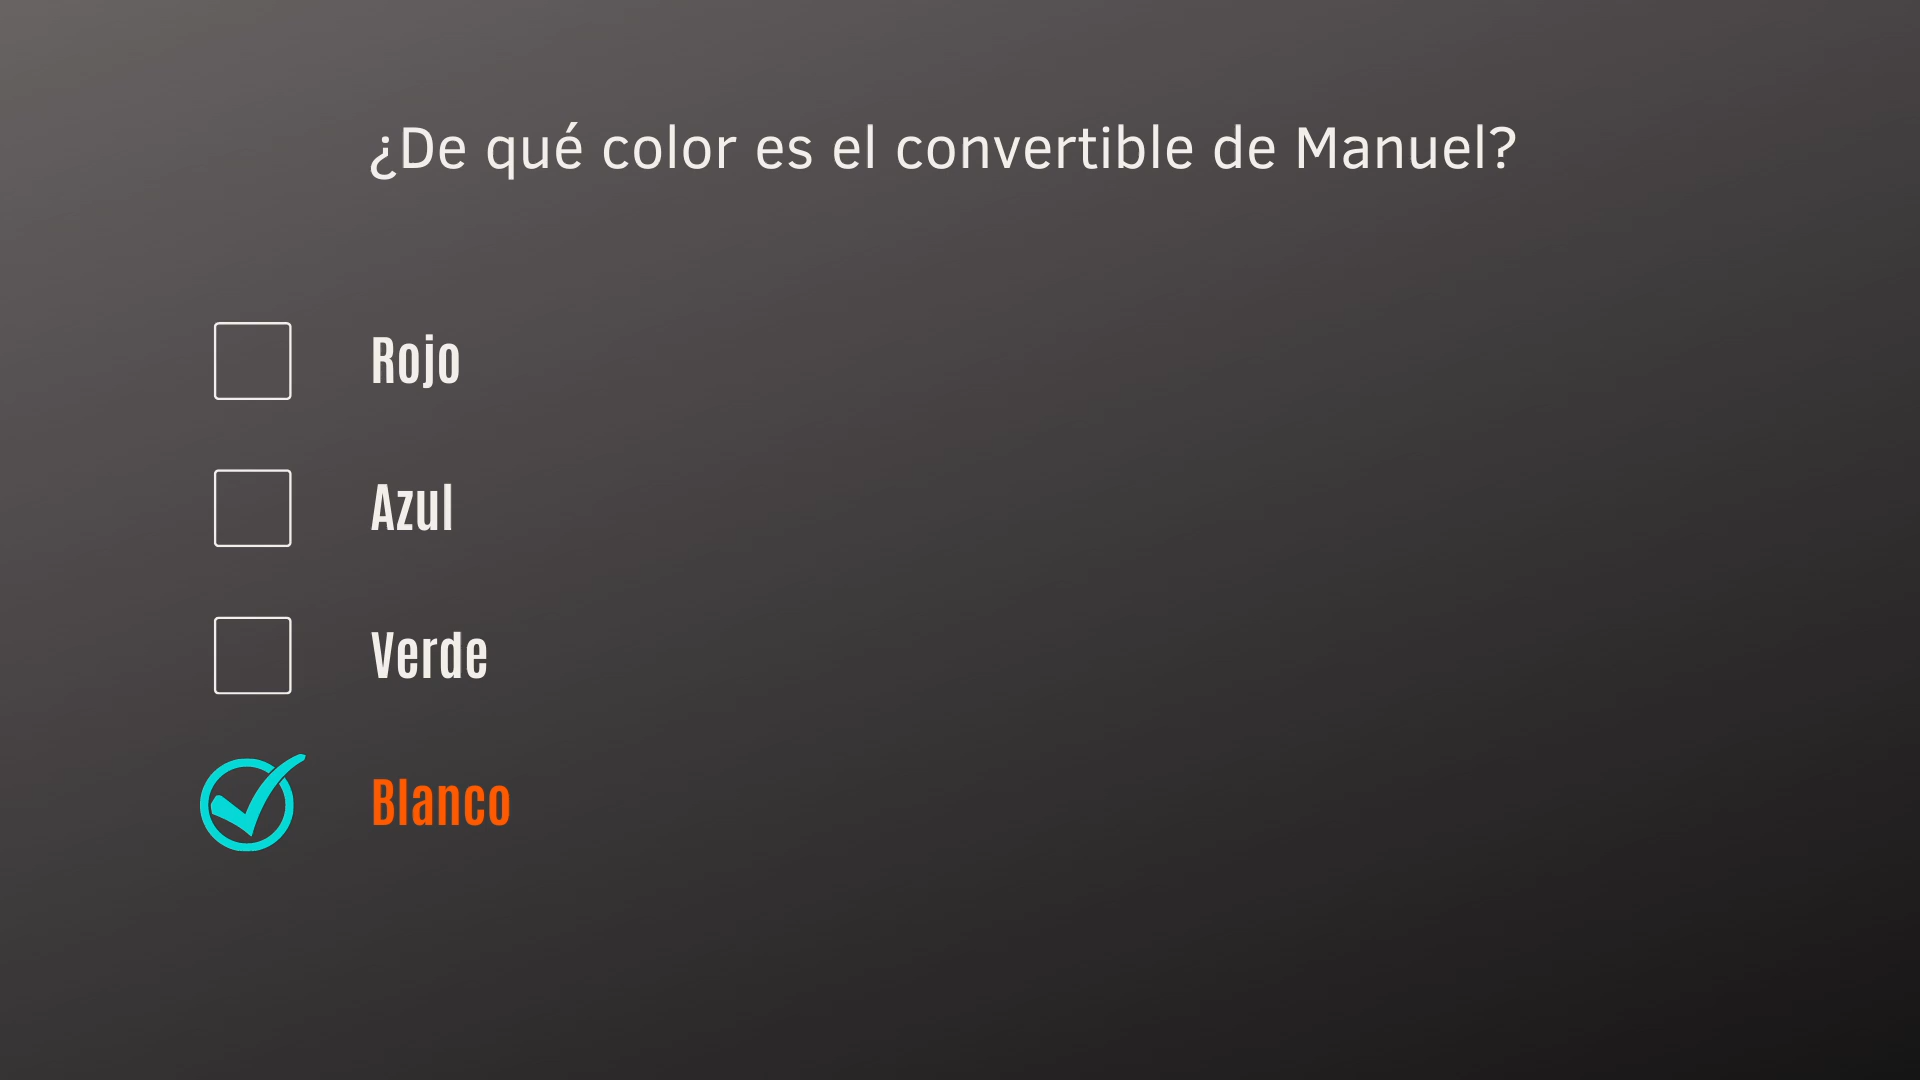 ¿De qué color es el convertible de Manuel?
Rojo
Azul
Verde
Blanco